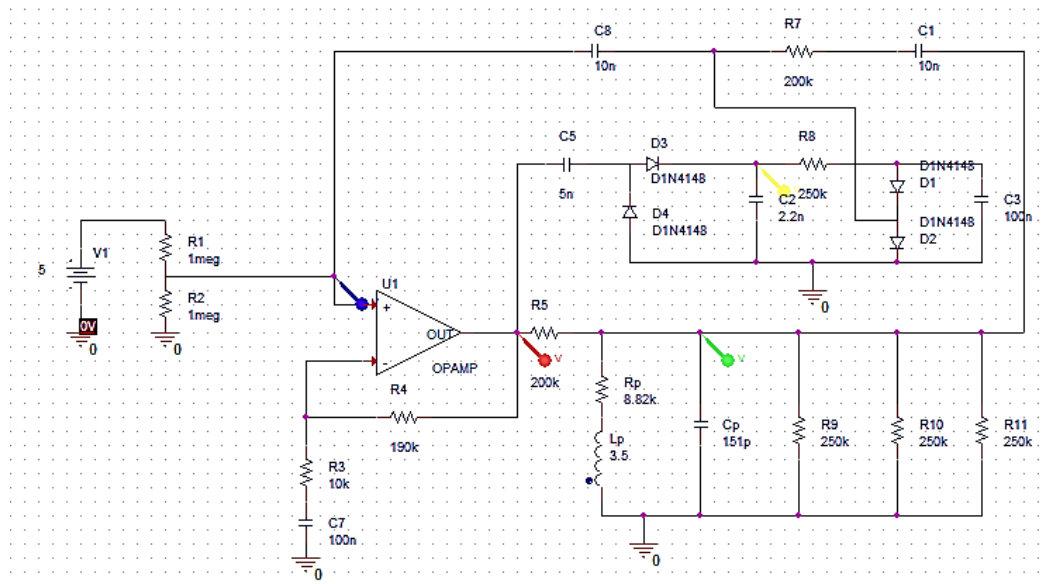 C8
10n
R7
200k
C1
10n
C5
5n
D3
D1N4148
D4
D1N4148
R8
250k
C2
2.2n
D1N4148
D1
D1N4148
D2
C3
100n
0
5
V1
0V
0
R1
1meg
R2
1meg
0
U1
+
OUT
-
OPAMP
R5
200k
V
V
R4
190k
R3
10k
C7
100n
0
Rp
8.82k
Lp
3.5
Cp
151p
R9
250k
R10
250k
R11
250k
0